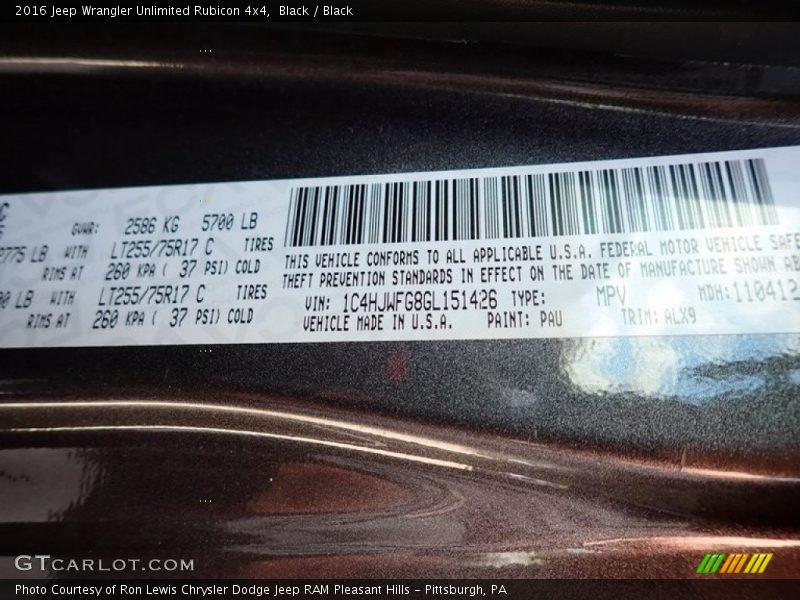 2016 Jeep Wrangler Unlimited Rubicon 4x4,  Black / Black
GVWR: 2586 KG 5700 LB
2775 LB WITH LT255/75R17 C TIRES
RIMS AT 260 KPA ( 37 PSI) COLD
00 LB WITH LT255/75R17 C TIRES
RIMS AT 260 KPA ( 37 PSI) COLD
THIS VEHICLE CONFORMS TO ALL APPLICABLE U.S.A. FEDERAL MOTOR VEHICLE SAFE
THEFT PREVENTION STANDARDS IN EFFECT ON THE DATE OF MANUFACTURE SHOWN AB
VIN: 1C4HJWFG8GL151426 TYPE: MPV MDH: 110412
VEHICLE MADE IN U.S.A. PAINT: PAU TRIM: ALX9
GTCARLOT.COM
Photo Courtesy of Ron Lewis Chrysler Dodge Jeep RAM Pleasant Hills - Pittsburgh, PA